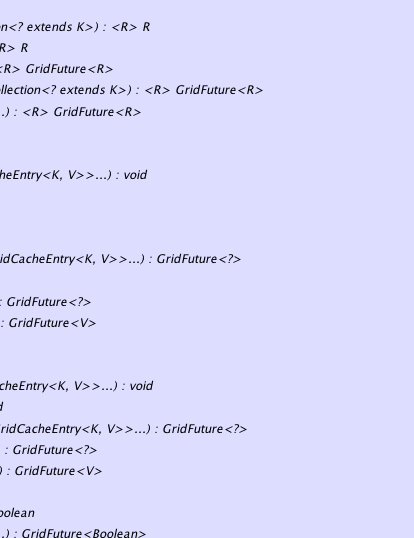 n<? extends K>) : <R> R
R> R
<R> GridFuture<R>
llection<? extends K>) : <R> GridFuture<R>
..) : <R> GridFuture<R>
heEntry<K, V>>...) : void
idCacheEntry<K, V>>...) : GridFuture<?>
: GridFuture<?>
: GridFuture<V>
cheEntry<K, V>>...) : void
d
GridCacheEntry<K, V>>...) : GridFuture<?>
: GridFuture<?>
) : GridFuture<V>
oolean
..) : GridFuture<Boolean>